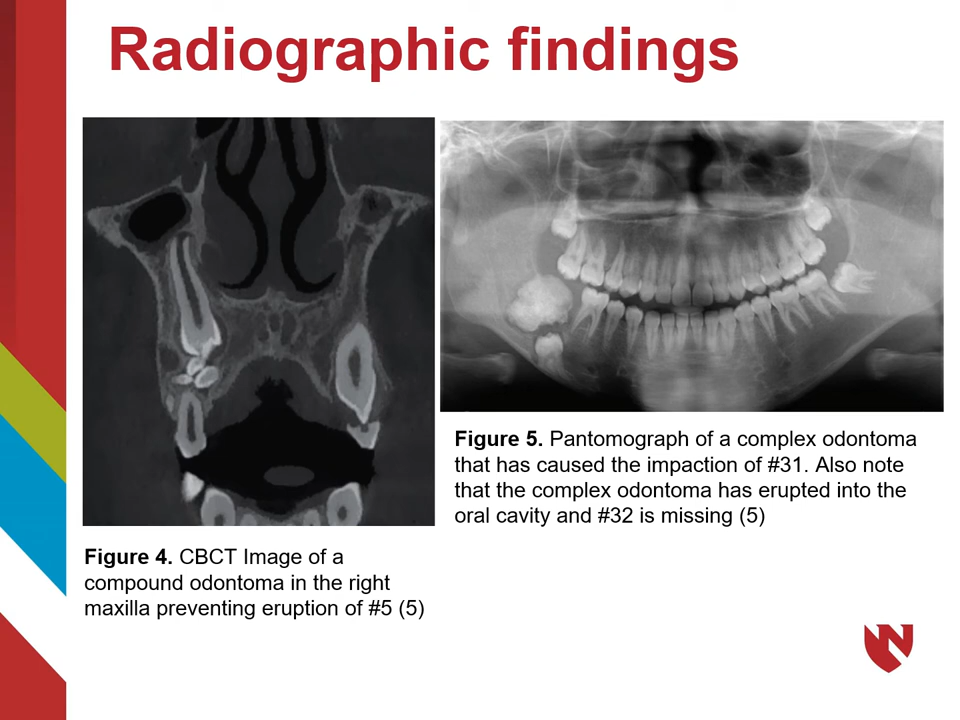 Radiographic findings
Figure 5. Pantomograph of a complex odontoma
that has caused the impaction of #31. Also note
that the complex odontoma has erupted into the
oral cavity and #32 is missing (5)
Figure 4. CBCT Image of a
compound odontoma in the right
maxilla preventing eruption of #5 (5)
N